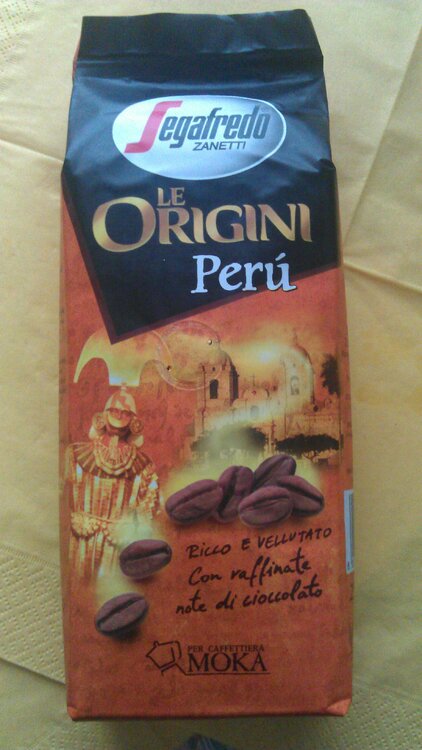 Segafredo
ZANETTI
LE
ORIGINI
Perú
RICCO E VELLUTATO
Con raffinate
note di cioccolato
PER CAFFETTIERA
MOKA